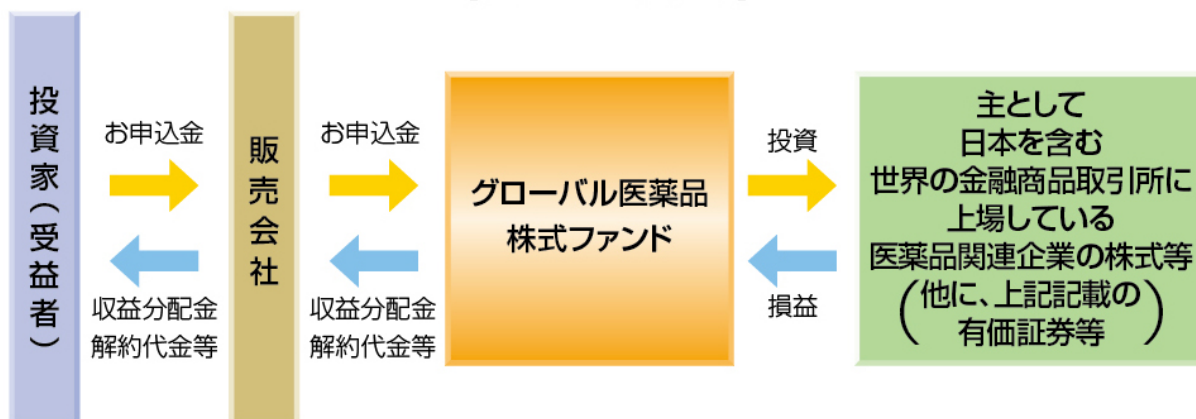 投資家（受益者）
お申込金
収益分配金
解約代金等
販売会社
お申込金
収益分配金
解約代金等
グローバル医薬品
株式ファンド
投資
損益
主として
日本を含む
世界の金融商品取引所に
上場している
医薬品関連企業の株式等
（他に、上記記載の
有価証券等）